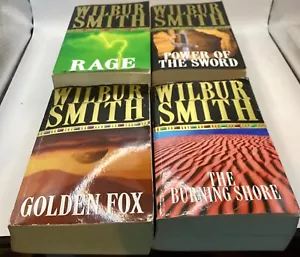 WILBUR
SMITH
RAGE
WILBUR
SMITH
POWER OF
THE SWORD
WILBUR
SMITH
GOLDEN FOX
WILBUR
SMITH
THE
BURNING SHORE